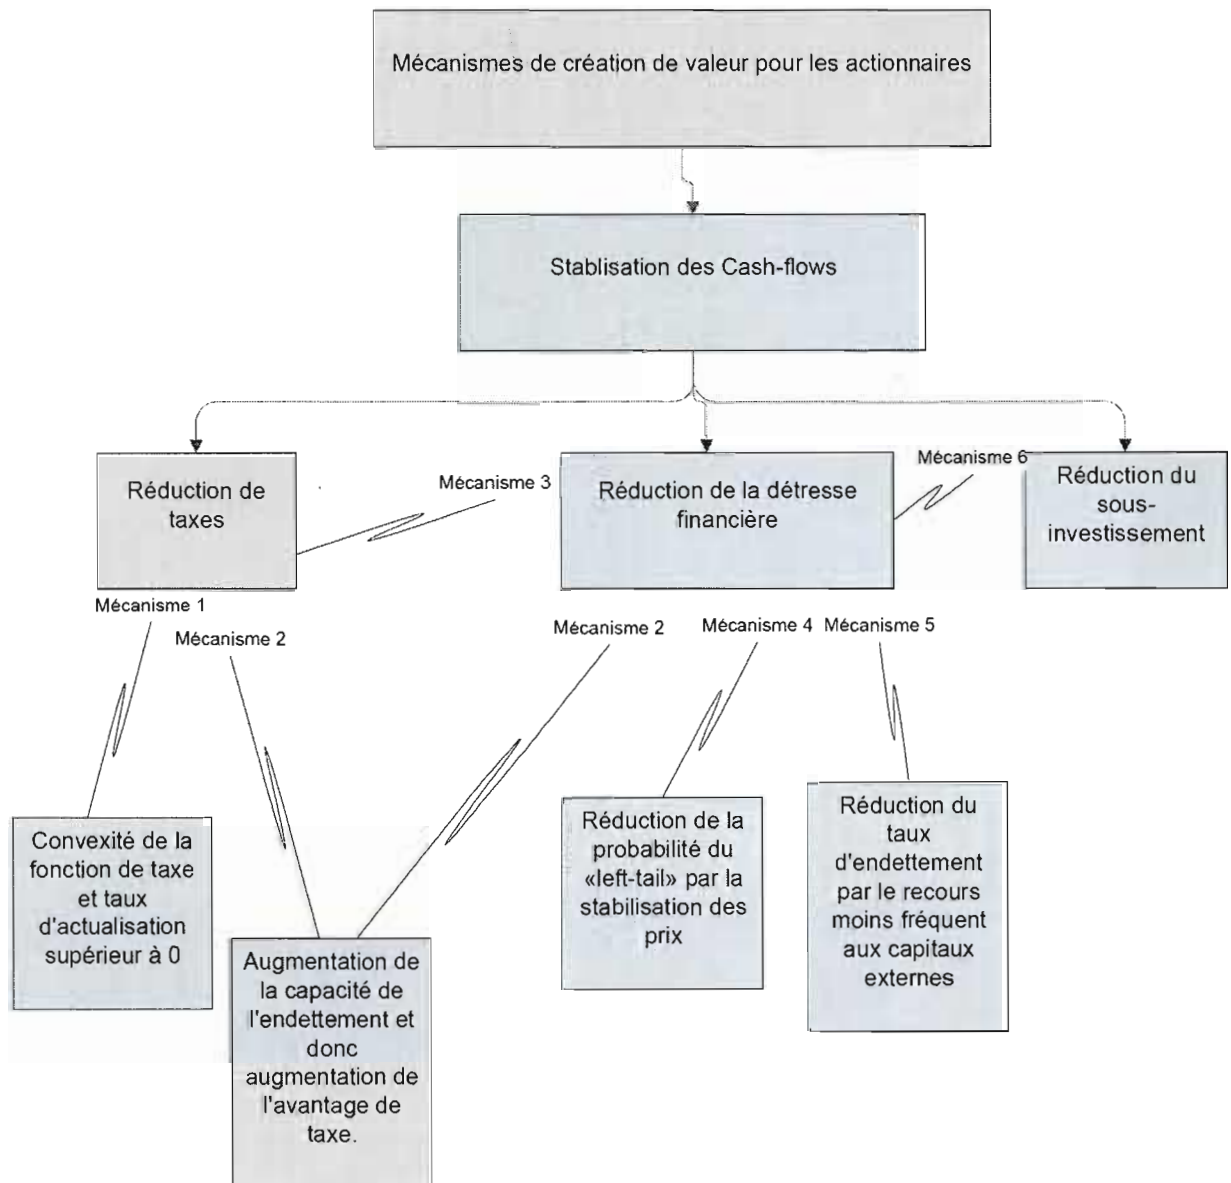 Mécanismes de création de valeur pour les actionnaires
Stablisation des Cash-flows
Réduction de
taxes
Mécanisme 3
Réduction de la détresse
financière
Mécanisme 6
Réduction du
sous-
investissement
Mécanisme 1
Mécanisme 2
Mécanisme 2
Mécanisme 4
Mécanisme 5
Convexité de la
fonction de taxe
et taux
d'actualisation
supérieur à 0
Augmentation de
la capacité de
l'endettement et
donc
augmentation de
l'avantage de
taxe.
Réduction de la
probabilité du
«left-tail» par la
stabilisation des
prix
Réduction du
taux
d'endettement
par le recours
moins fréquent
aux capitaux
externes